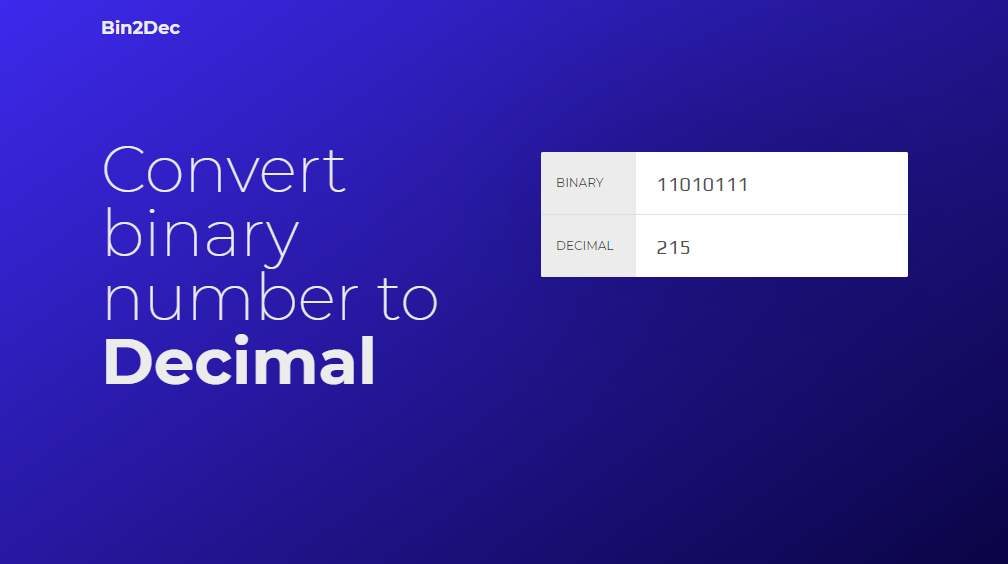 Bin2Dec
Convert
binary
number to
Decimal
BINARY 11010111
DECIMAL 215